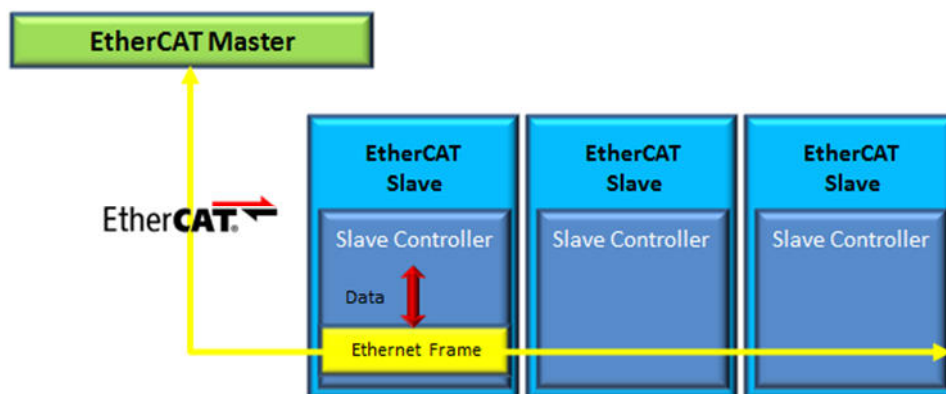 EtherCAT Master
EtherCAT
Slave
EtherCAT
Slave
EtherCAT
Slave
EtherCAT®
Slave Controller
Slave Controller
Slave Controller
Data
Ethernet Frame